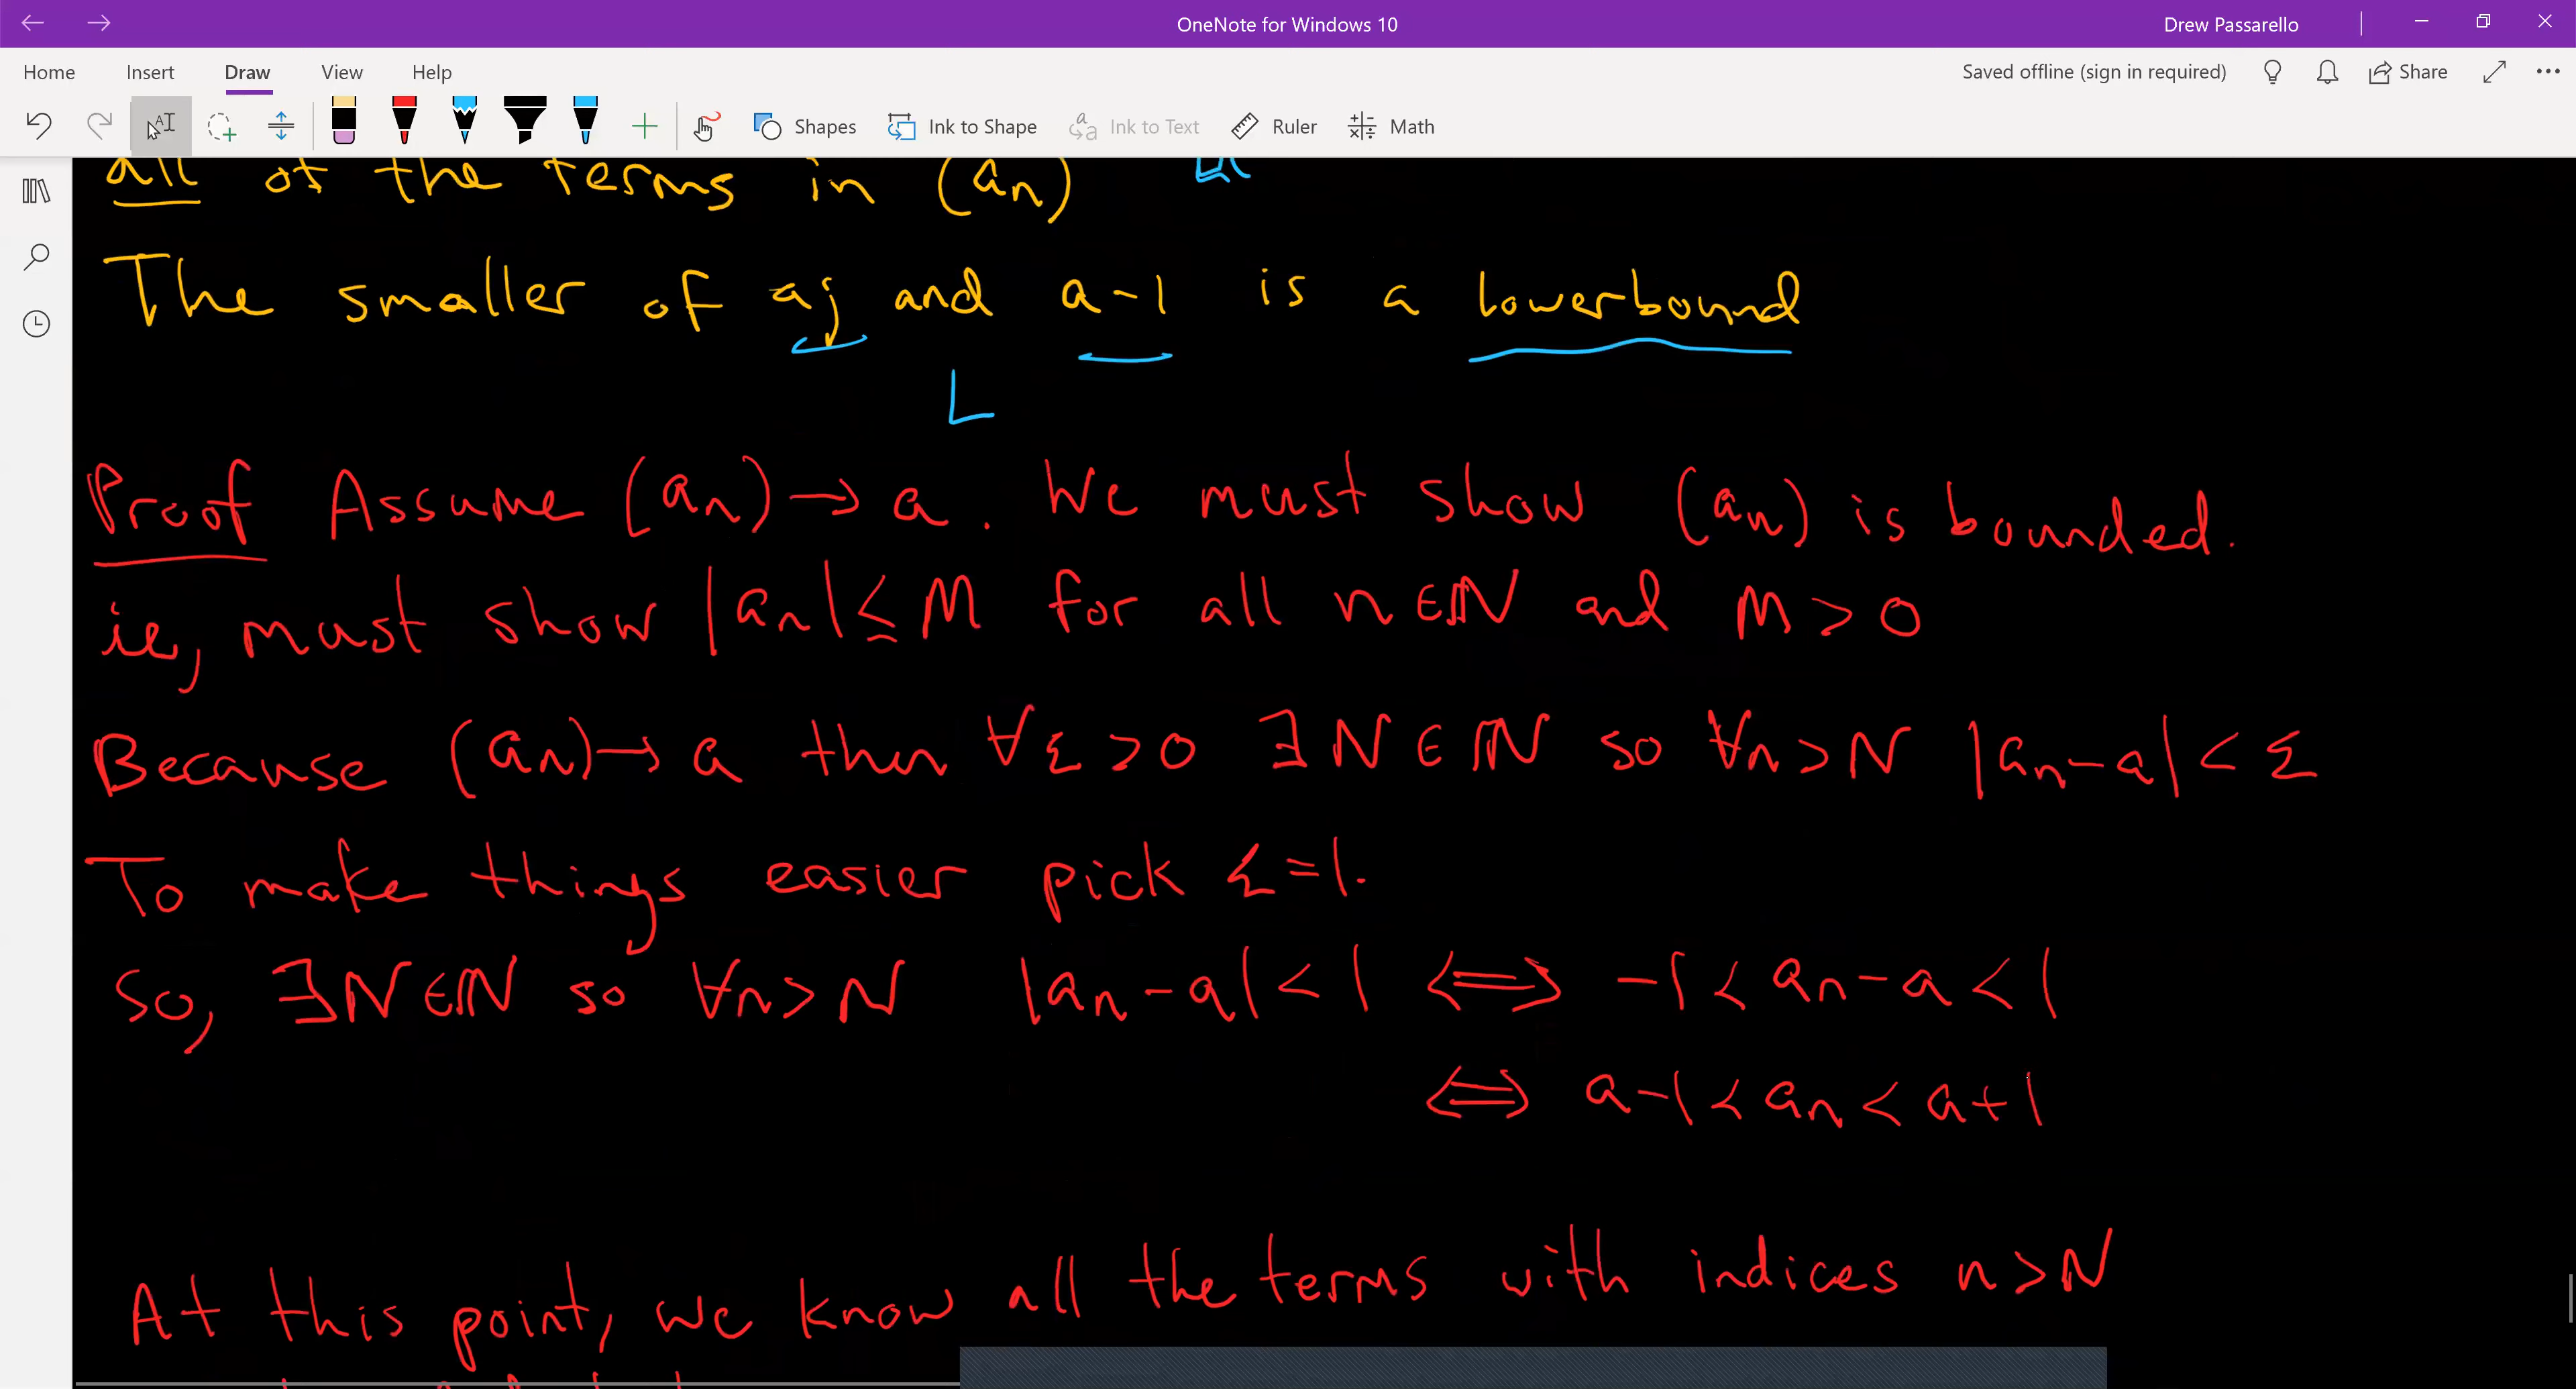 OneNote for Windows 10
Drew Passarello
Home Insert Draw View Help
Saved offline (sign in required) Share
Shapes Ink to Shape Ink to Text Ruler Math
all of the terms in (an)
The smaller of aj and a-1 is a lowerbound
L
Proof Assume (an)→a. We must show (an) is bounded.
ie, must show |an|≤M for all n∈ℕ and M>0
Because (an)→a then ∀ε>0 ∃N∈ℕ so ∀n>N |an-a|<ε
To make things easier pick ε=1.
So, ∃N∈ℕ so ∀n>N |an-a|<1 ⟺ -1<an-a<1
⟺ a-1<an<a+1
At this point, we know all the terms with indices n>N